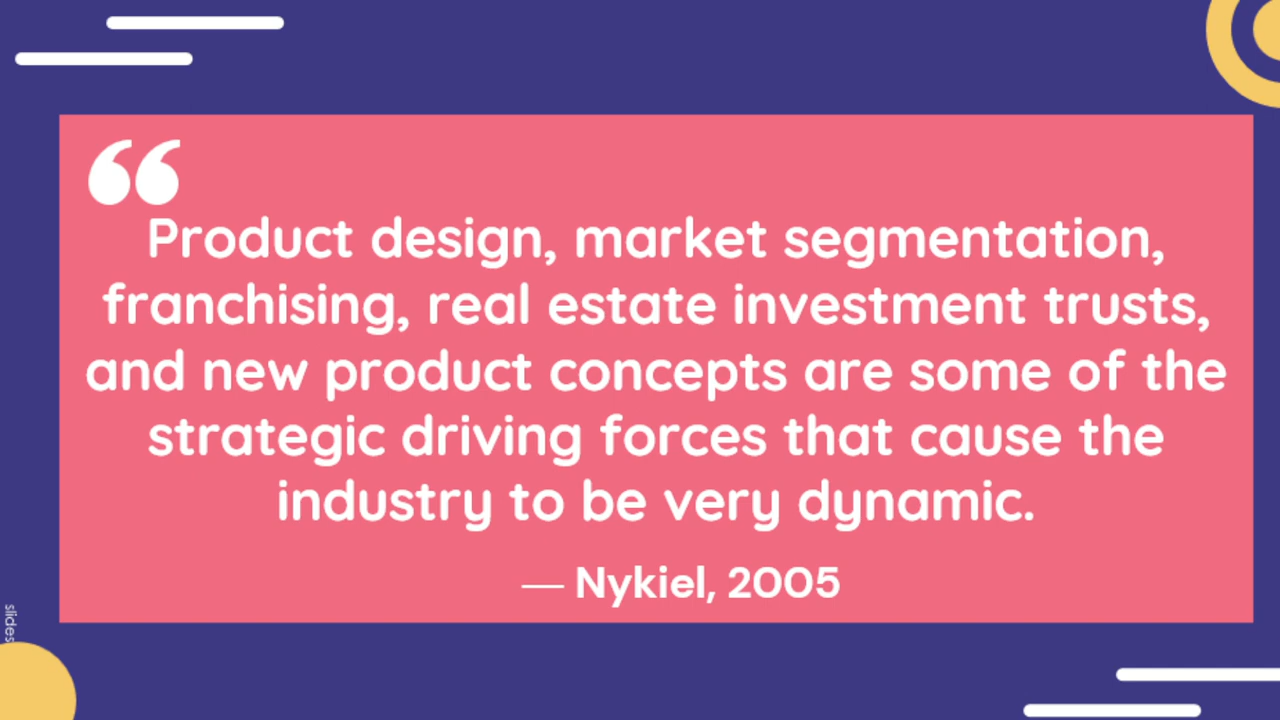 “
Product design, market segmentation,
franchising, real estate investment trusts,
and new product concepts are some of the
strategic driving forces that cause the
industry to be very dynamic.
— Nykiel, 2005
slides